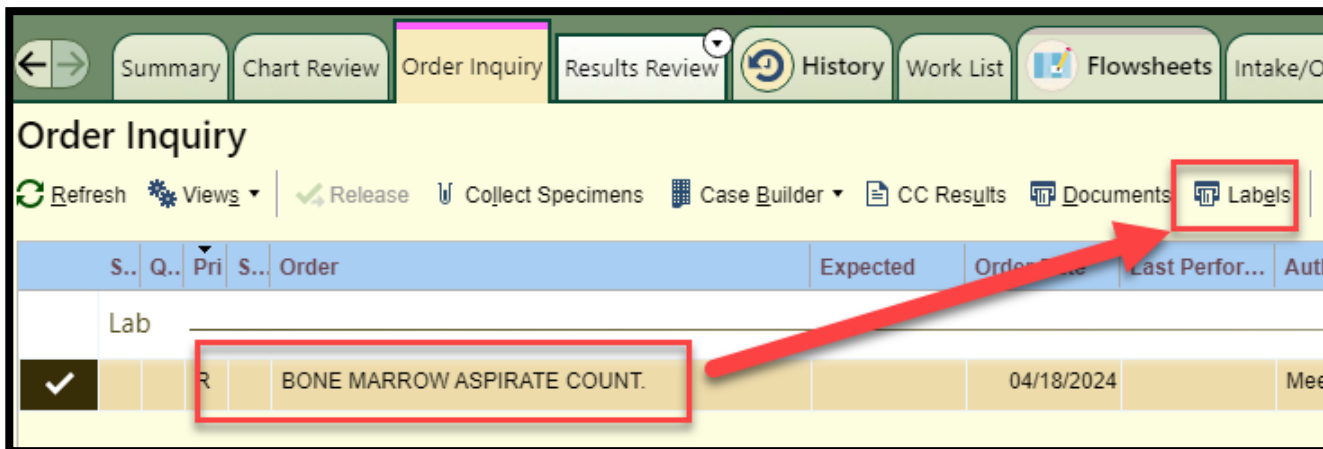 Summary Chart Review Order Inquiry Results Review History Work List Flowsheets Intake/O
Order Inquiry
Refresh Views Release Collect Specimens Case Builder CC Results Documents Labels
S.. Q.. Pri S... Order Expected Order Last Perfor... Auth
Lab
R BONE MARROW ASPIRATE COUNT. 04/18/2024 Mee